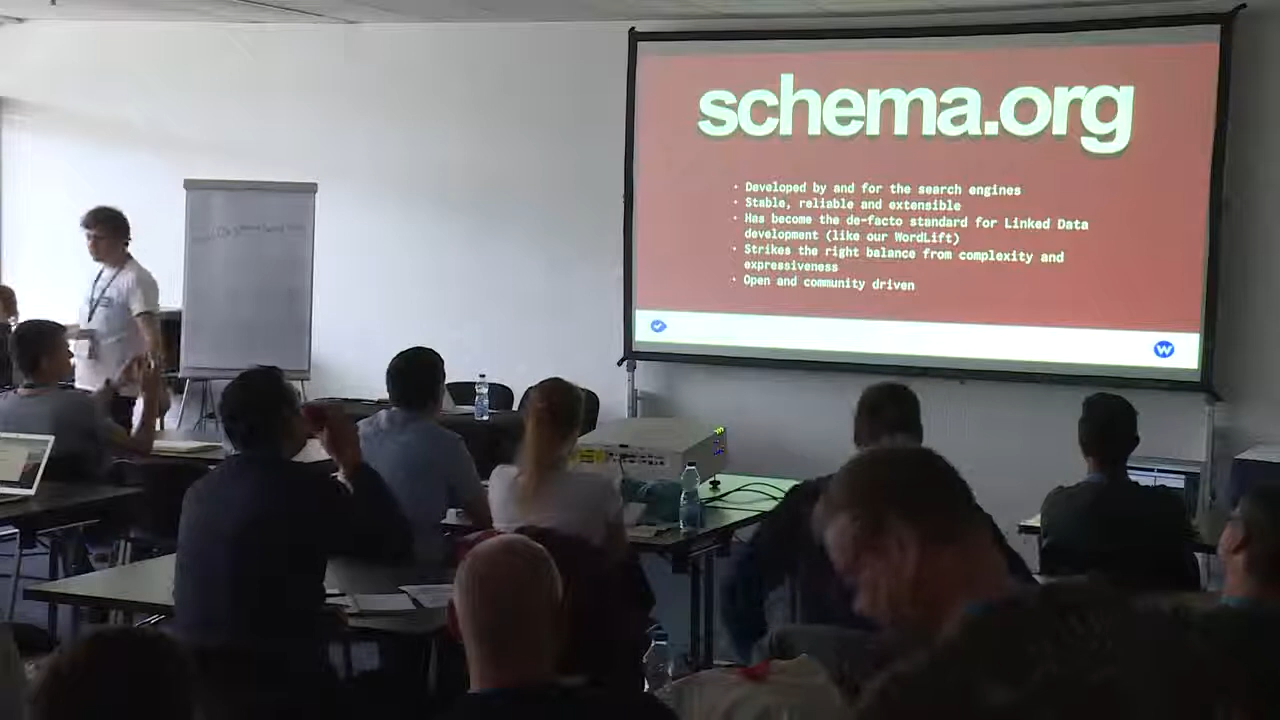 schema.org
· Developed by and for the search engines
· Stable, reliable and extensible
· Has become the de-facto standard for Linked Data
development (like our WordLift)
· Strikes the right balance from complexity and
expressiveness
· Open and community driven
W